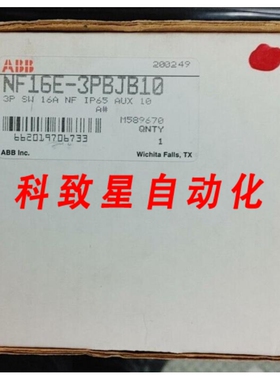 ABB
200249
NF16E-3PBJB10
3P SW 16A NF IP65 AUX 10
A#
M589670
QNTY
662019706733
1
ABB Inc.
Wichita Falls, TX
科致星自动化